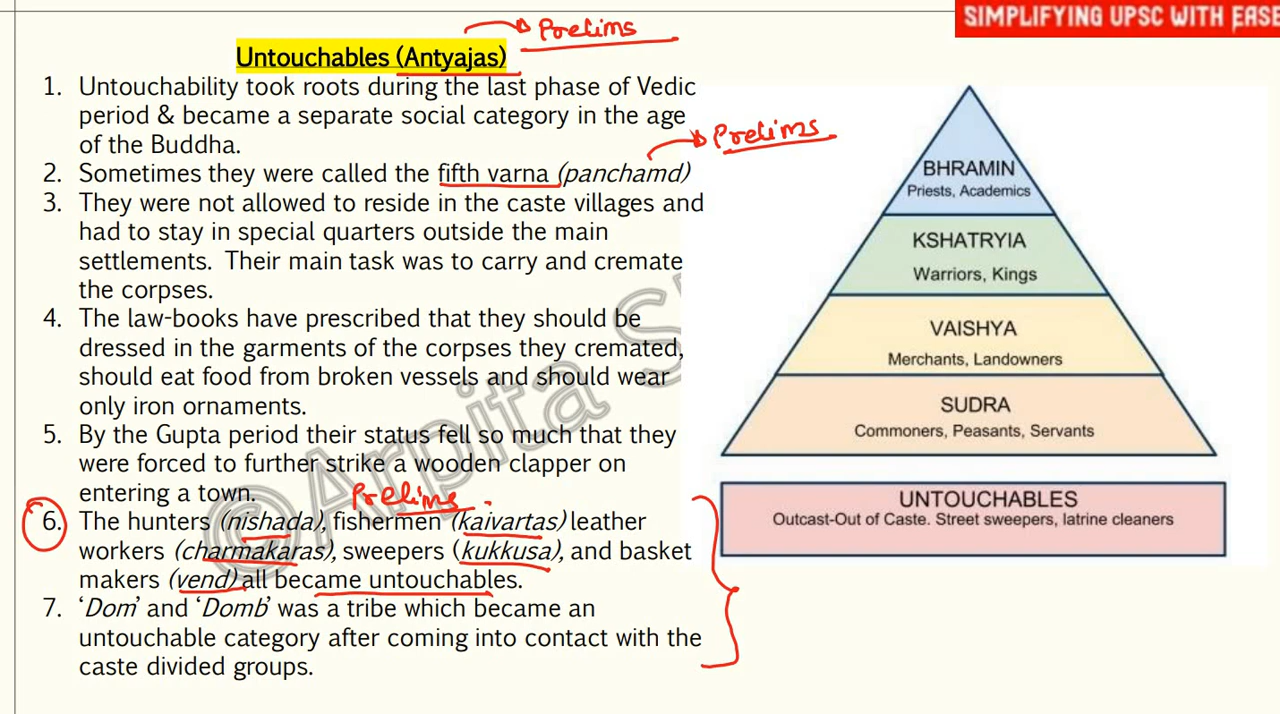 SIMPLIFYING UPSC WITH EASE
Prelims
Untouchables (Antyajas)
1. Untouchability took roots during the last phase of Vedic
period & became a separate social category in the age
of the Buddha.
Prelims
2. Sometimes they were called the fifth varna (panchamd)
3. They were not allowed to reside in the caste villages and
had to stay in special quarters outside the main
settlements. Their main task was to carry and cremate
the corpses.
4. The law-books have prescribed that they should be
dressed in the garments of the corpses they cremated,
should eat food from broken vessels and should wear
only iron ornaments.
5. By the Gupta period their status fell so much that they
were forced to further strike a wooden clapper on
entering a town.
Prelims
6. The hunters (nishada), fishermen (kaivartas) leather
workers (charmakaras), sweepers (kukkusa), and basket
makers (vend) all became untouchables.
7. ‘Dom’ and ‘Domb’ was a tribe which became an
untouchable category after coming into contact with the
caste divided groups.
BHRAMIN
Priests, Academics
KSHATRYIA
Warriors, Kings
VAISHYA
Merchants, Landowners
SUDRA
Commoners, Peasants, Servants
UNTOUCHABLES
Outcast-Out of Caste. Street sweepers, latrine cleaners
©Arpita S